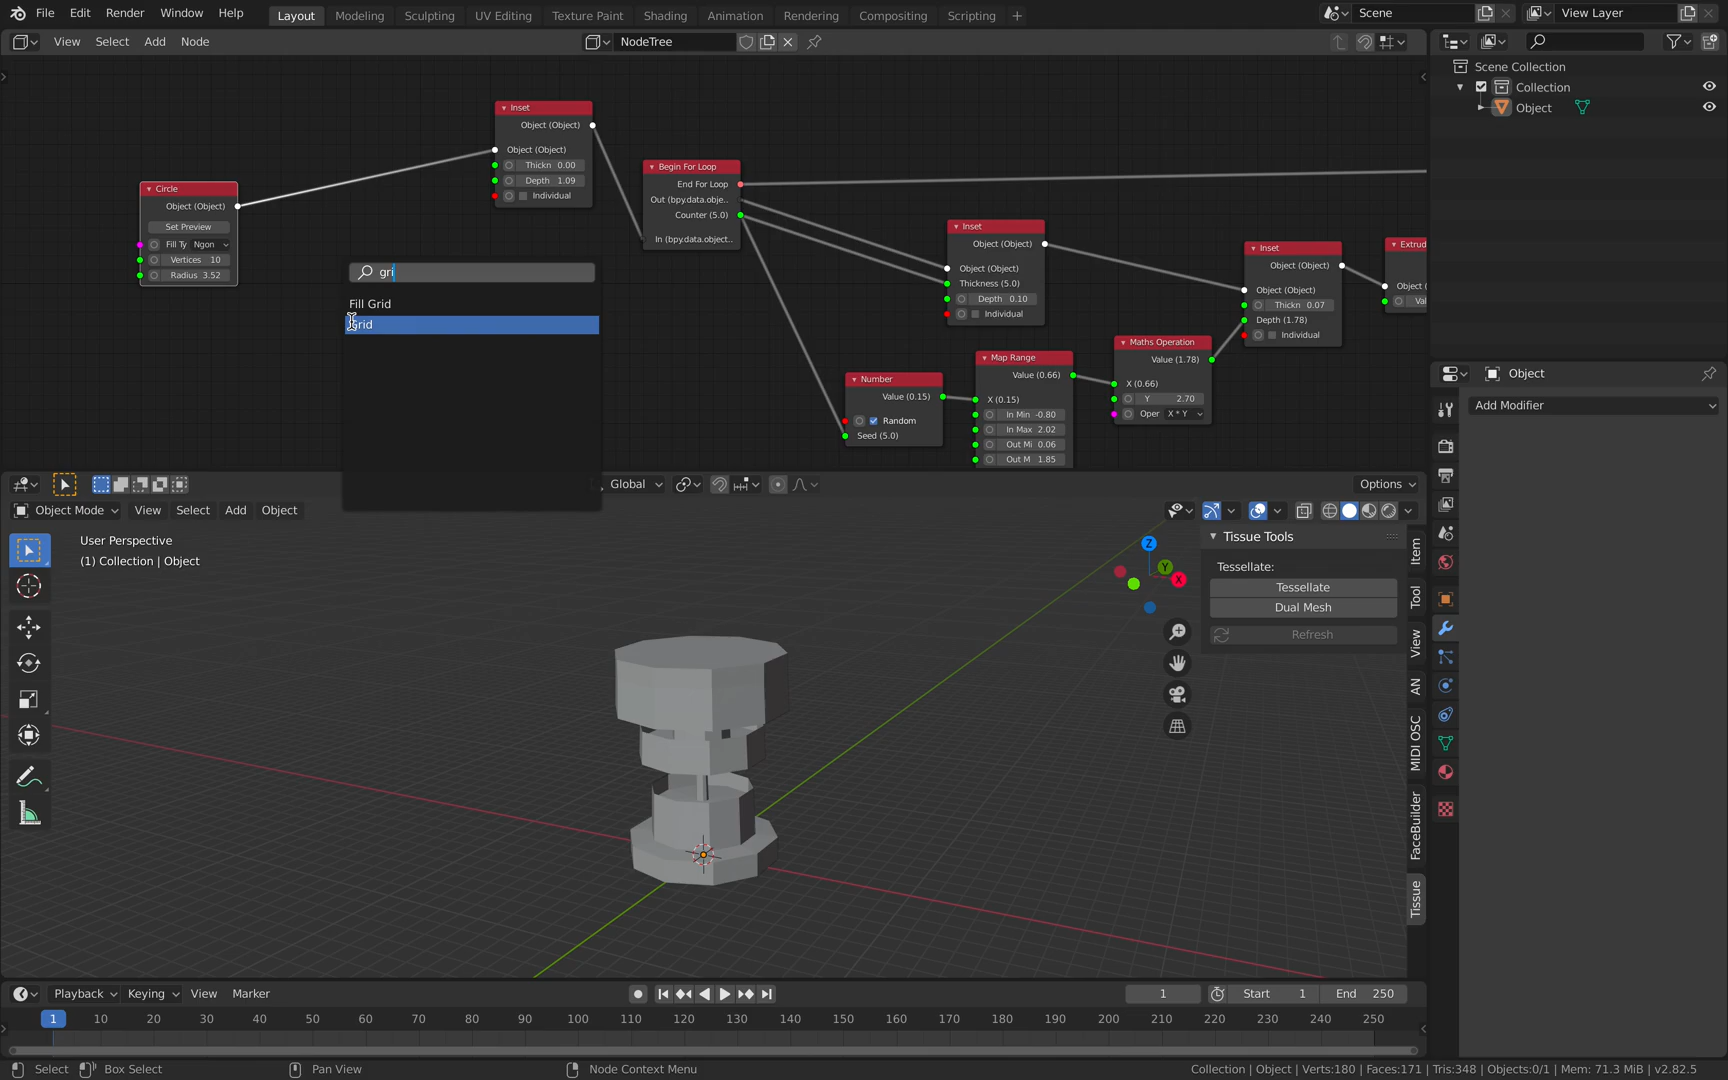 File Edit Render Window Help
Layout Modeling Sculpting UV Editing Texture Paint Shading Animation Rendering Compositing Scripting +
Scene
View Layer
View Select Add Node
NodeTree
Scene Collection
Collection
Object
Inset
Object (Object)
Object (Object)
Thickn 0.00
Depth 1.09
Individual
Circle
Object (Object)
Set Preview
Fill Ty Ngon
Vertices 10
Radius 3.52
Begin For Loop
End For Loop
Out (bpy.data.obje..
Counter (5.0)
In (bpy.data.object..
gri
Fill Grid
Grid
Inset
Object (Object)
Object (Object)
Thickness (5.0)
Depth 0.10
Individual
Inset
Object (Object)
Object (Object)
Thickn 0.07
Depth (1.78)
Individual
Extrud
Object (
Val
Number
Value (0.15)
Random
Seed (5.0)
Map Range
Value (0.66)
X (0.15)
In Min -0.80
In Max 2.02
Out Mi 0.06
Out M 1.85
Maths Operation
Value (1.78)
X (0.66)
Y 2.70
Oper X * Y
Object
Add Modifier
Global
Options
Object Mode View Select Add Object
User Perspective
(1) Collection | Object
Z
Y
X
Tissue Tools
Tessellate:
Tessellate
Dual Mesh
Refresh
Item
Tool
View
AN
MIDI OSC
FaceBuilder
Tissue
Playback Keying View Marker
1
Start 1
End 250
1 10 20 30 40 50 60 70 80 90 100 110 120 130 140 150 160 170 180 190 200 210 220 230 240 250
Select Box Select Pan View Node Context Menu
Collection | Object | Verts:180 | Faces:171 | Tris:348 | Objects:0/1 | Mem: 71.3 MiB | v2.82.5